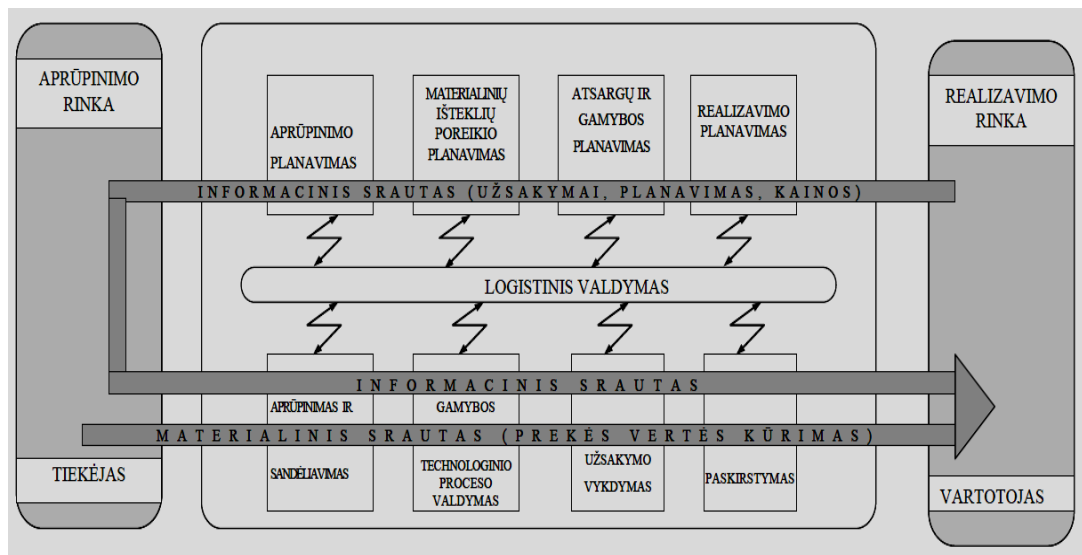 APRŪPINIMO
RINKA
APRŪPINIMO
PLANAVIMAS
MATERIALINIŲ
IŠTEKLIŲ
POREIKIO
PLANAVIMAS
ATSARGŲ IR
GAMYBOS
PLANAVIMAS
REALIZAVIMO
PLANAVIMAS
REALIZAVIMO
RINKA
INFORMACINIS SRAUTAS (UŽSAKYMAI, PLANAVIMAS, KAINOS)
LOGISTINIS VALDYMAS
INFORMACINIS SRAUTAS
APRŪPINIMAS IR
GAMYBOS
MATERIALINIS SRAUTAS (PREKĖS VERTĖS KŪRIMAS)
TIEKĖJAS
SANDĖLIAVIMAS
TECHNOLOGINIO
PROCESO
VALDYMAS
UŽSAKYMO
VYKDYMAS
PASKIRSTYMAS
VARTOTOJAS